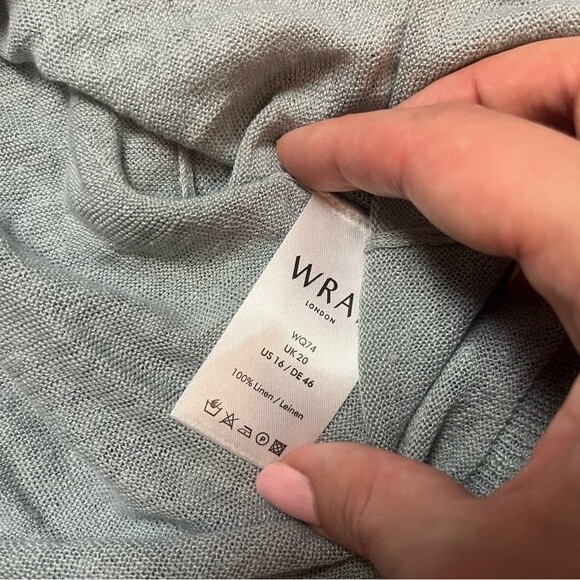 WRA
LONDON
WQ74
UK 20
US 16 / DE 46
100% Linen / Leinen
P